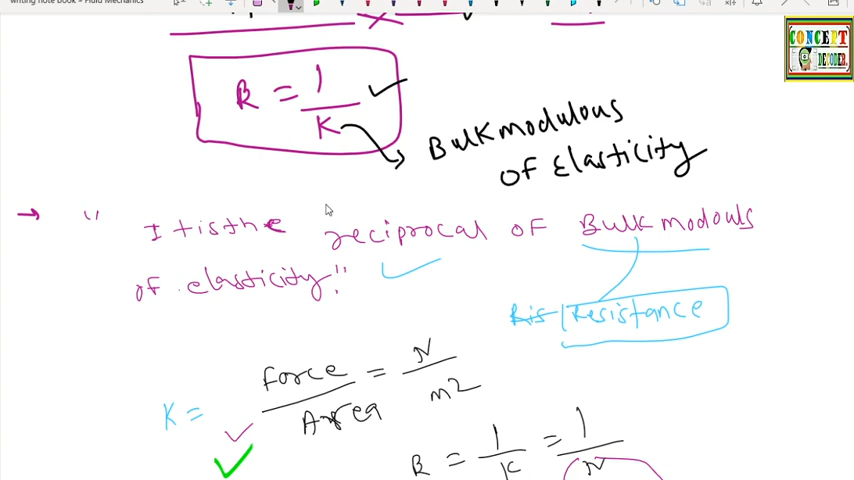 writing note book » Fluid Mechanics
CONCEPT
DECODER
B = 1/K
Bulk modulous
of Elasticity
→ " It is the reciprocal of Bulk modouls
of elasticity"
Ris Resistance
K = Force/Area = N/m2
B = 1/K = 1/N